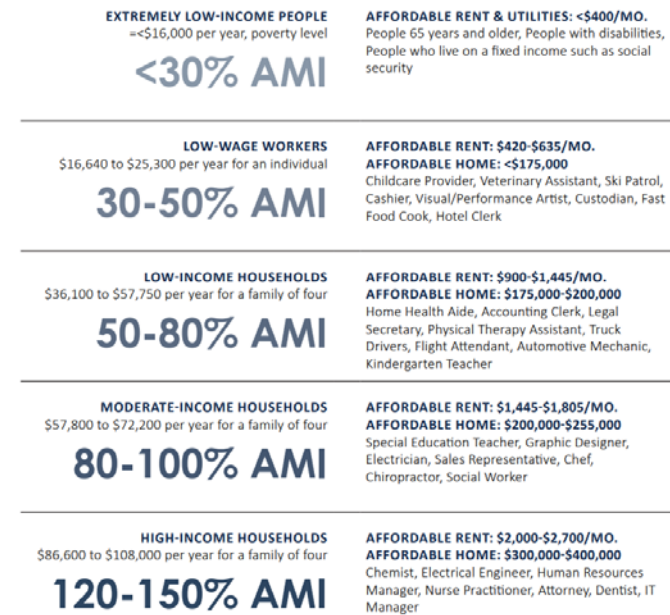 EXTREMELY LOW-INCOME PEOPLE
=<$16,000 per year, poverty level
<30% AMI
AFFORDABLE RENT & UTILITIES: <$400/MO.
People 65 years and older, People with disabilities,
People who live on a fixed income such as social
security
LOW-WAGE WORKERS
$16,640 to $25,300 per year for an individual
30-50% AMI
AFFORDABLE RENT: $420-$635/MO.
AFFORDABLE HOME: <$175,000
Childcare Provider, Veterinary Assistant, Ski Patrol,
Cashier, Visual/Performance Artist, Custodian, Fast
Food Cook, Hotel Clerk
LOW-INCOME HOUSEHOLDS
$36,100 to $57,750 per year for a family of four
50-80% AMI
AFFORDABLE RENT: $900-$1,445/MO.
AFFORDABLE HOME: $175,000-$200,000
Home Health Aide, Accounting Clerk, Legal
Secretary, Physical Therapy Assistant, Truck
Drivers, Flight Attendant, Automotive Mechanic,
Kindergarten Teacher
MODERATE-INCOME HOUSEHOLDS
$57,800 to $72,200 per year for a family of four
80-100% AMI
AFFORDABLE RENT: $1,445-$1,805/MO.
AFFORDABLE HOME: $200,000-$255,000
Special Education Teacher, Graphic Designer,
Electrician, Sales Representative, Chef,
Chiropractor, Social Worker
HIGH-INCOME HOUSEHOLDS
$86,600 to $108,000 per year for a family of four
120-150% AMI
AFFORDABLE RENT: $2,000-$2,700/MO.
AFFORDABLE HOME: $300,000-$400,000
Chemist, Electrical Engineer, Human Resources
Manager, Nurse Practitioner, Attorney, Dentist, IT
Manager